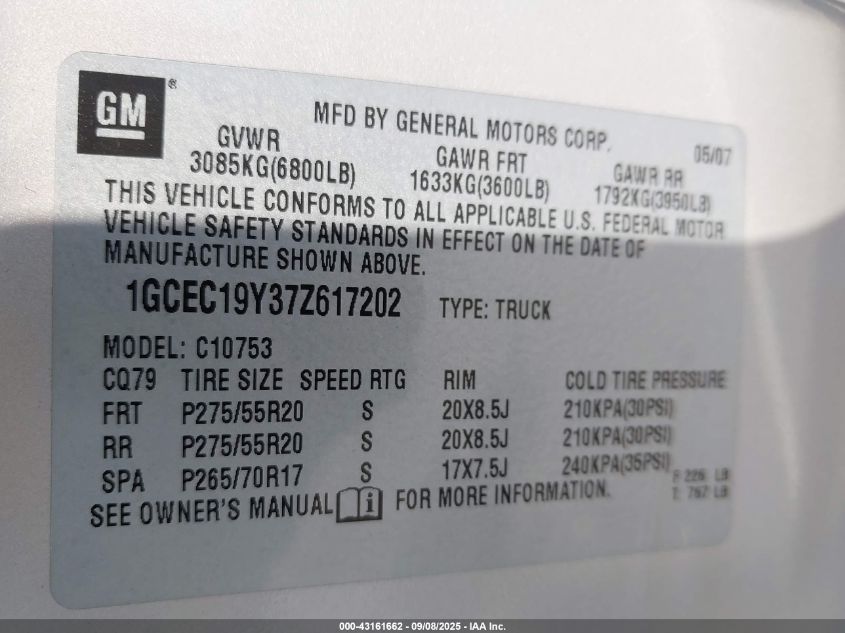 GM ®
MFD BY GENERAL MOTORS CORP. 05/07
GVWR GAWR FRT GAWR RR
3085KG(6800LB) 1633KG(3600LB) 1792KG(3950LB)
THIS VEHICLE CONFORMS TO ALL APPLICABLE U.S. FEDERAL MOTOR
VEHICLE SAFETY STANDARDS IN EFFECT ON THE DATE OF
MANUFACTURE SHOWN ABOVE.
1GCEC19Y37Z617202 TYPE: TRUCK
MODEL: C10753
CQ79 TIRE SIZE SPEED RTG RIM COLD TIRE PRESSURE
FRT P275/55R20 S 20X8.5J 210KPA(30PSI)
RR P275/55R20 S 20X8.5J 210KPA(30PSI)
SPA P265/70R17 S 17X7.5J 240KPA(35PSI)
F: 226 LB
T: 767 LB
SEE OWNER'S MANUAL i FOR MORE INFORMATION.
000-43161662 - 09/08/2025 - IAA Inc.